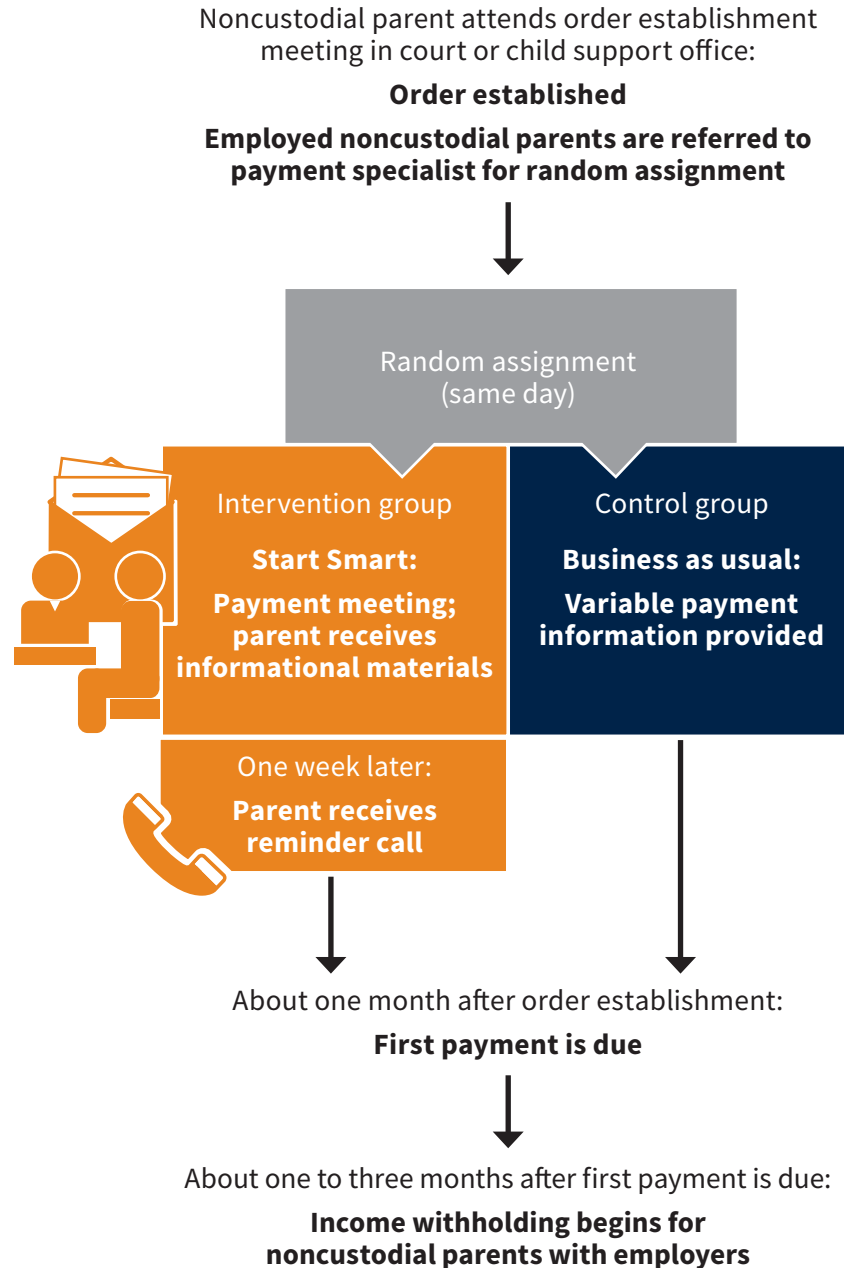 Noncustodial parent attends order establishment
meeting in court or child support office:
Order established
Employed noncustodial parents are referred to
payment specialist for random assignment
Random assignment
(same day)
Intervention group
Start Smart:
Payment meeting;
parent receives
informational materials
Control group
Business as usual:
Variable payment
information provided
One week later:
Parent receives
reminder call
About one month after order establishment:
First payment is due
About one to three months after first payment is due:
Income withholding begins for
noncustodial parents with employers